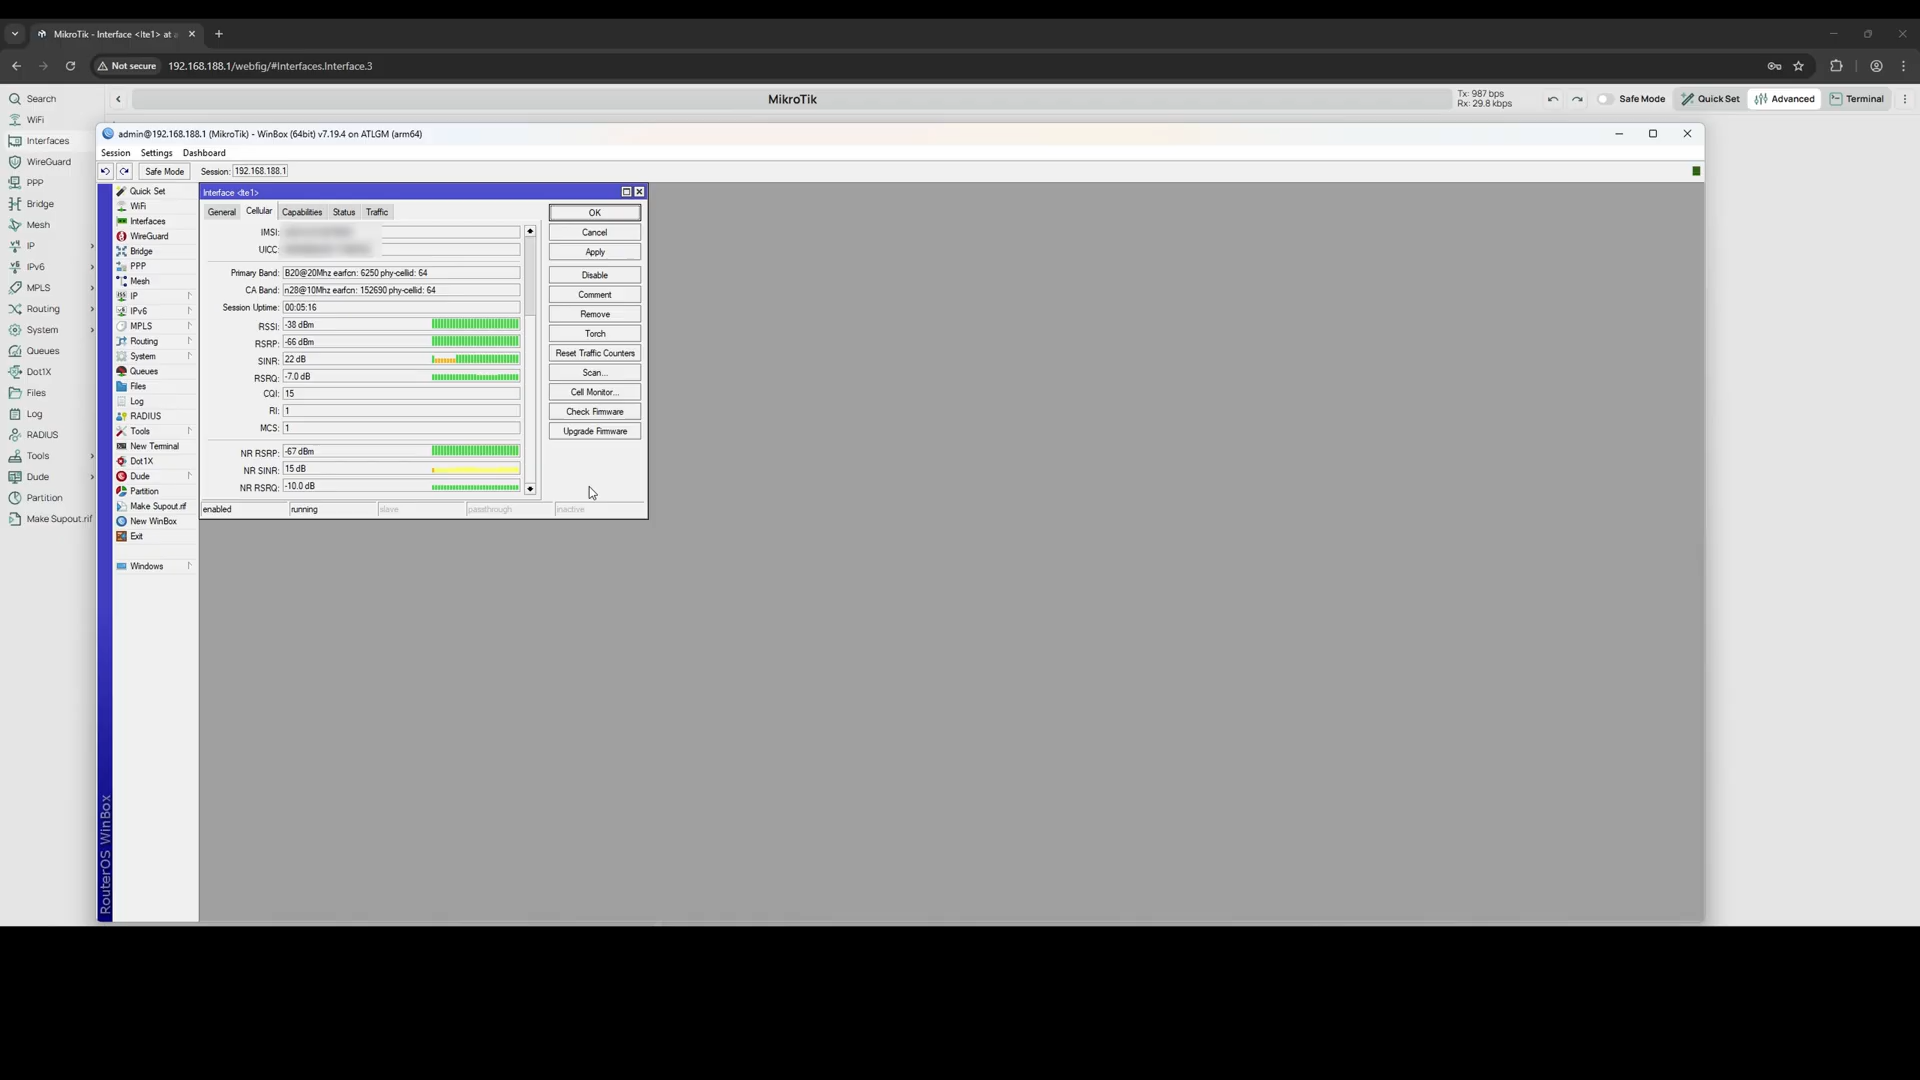 MikroTik - Interface <lte1> at a
Not secure
192.168.188.1/webfig/#Interfaces.Interface.3
Search
WiFi
Interfaces
WireGuard
PPP
Bridge
Mesh
IP
IPv6
MPLS
Routing
System
Queues
Dot1X
Files
Log
RADIUS
Tools
Dude
Partition
Make Supout.rif
MikroTik
Tx: 987 bps
Rx: 29.8 kbps
Safe Mode
Quick Set
Advanced
Terminal
admin@192.168.188.1 (MikroTik) - WinBox (64bit) v7.19.4 on ATLGM (arm64)
Session Settings Dashboard
Safe Mode Session: 192.168.188.1
Quick Set
WiFi
Interfaces
WireGuard
Bridge
PPP
Mesh
IP
IPv6
MPLS
Routing
System
Queues
Files
Log
RADIUS
Tools
New Terminal
Dot1X
Dude
Partition
Make Supout.rif
New WinBox
Exit
Windows
RouterOS WinBox
Interface <lte1>
General Cellular Capabilities Status Traffic
IMSI:
UICC:
Primary Band: B20@20Mhz earfcn: 6250 phy-cellid: 64
CA Band: n28@10Mhz earfcn: 152690 phy-cellid: 64
Session Uptime: 00:05:16
RSSI: -38 dBm
RSRP: -66 dBm
SINR: 22 dB
RSRQ: -7.0 dB
CQI: 15
RI: 1
MCS: 1
NR RSRP: -67 dBm
NR SINR: 15 dB
NR RSRQ: -10.0 dB
OK
Cancel
Apply
Disable
Comment
Remove
Torch
Reset Traffic Counters
Scan...
Cell Monitor...
Check Firmware
Upgrade Firmware
enabled running slave passthrough inactive